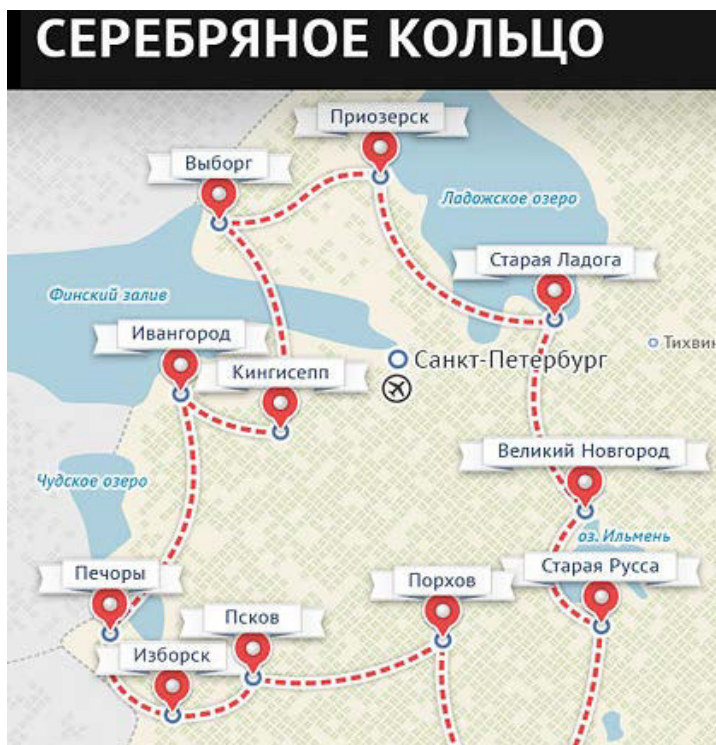 СЕРЕБРЯНОЕ КОЛЬЦО
Приозерск
Выборг
Ладожское озеро
Старая Ладога
Финский залив
Ивангород
Тихвин
Санкт-Петербург
Кингисепп
Великий Новгород
Чудское озеро
оз. Ильмень
Старая Русса
Печоры
Порхов
Псков
Изборск